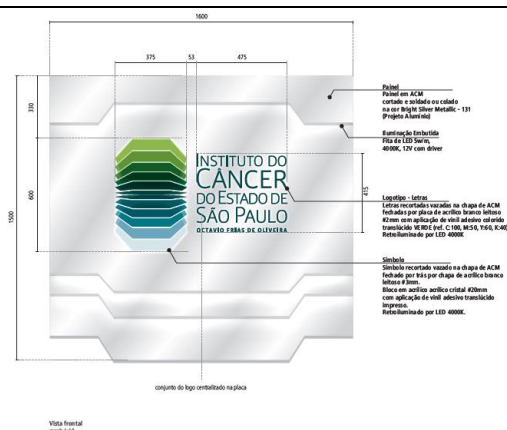 1600
375
53
475
330
600
1500
415
INSTITUTO DO
CÂNCER
DO ESTADO DE
SÃO PAULO
OCTAVIO FRIAS DE OLIVEIRA
Painel
Painel em ACM
cortado e soldado ou colado
na cor Bright Silver Metallic - 131
(Projeto Alumínio)
Iluminação Embutida
Fita de LED 5w/m,
4000K, 12V com driver
Logotipo - Letras
Letras recortadas vazadas na chapa de ACM
fechadas por placa de acrílico branco leitoso
#2mm com aplicação de vinil adesivo colorido
translúcido VERDE (ref. C:100, M:50, Y:60, K:40)
Retroiluminado por LED 4000K
Símbolo
Símbolo recortado vazado na chapa de ACM
fechado por trás por chapa de acrílico branco
leitoso #3mm.
Bloco em acrílico acrílico cristal #20mm
com aplicação de vinil adesivo translúcido
impresso.
Retroiluminado por LED 4000K.
conjunto do logo centralizado na placa
Vista frontal